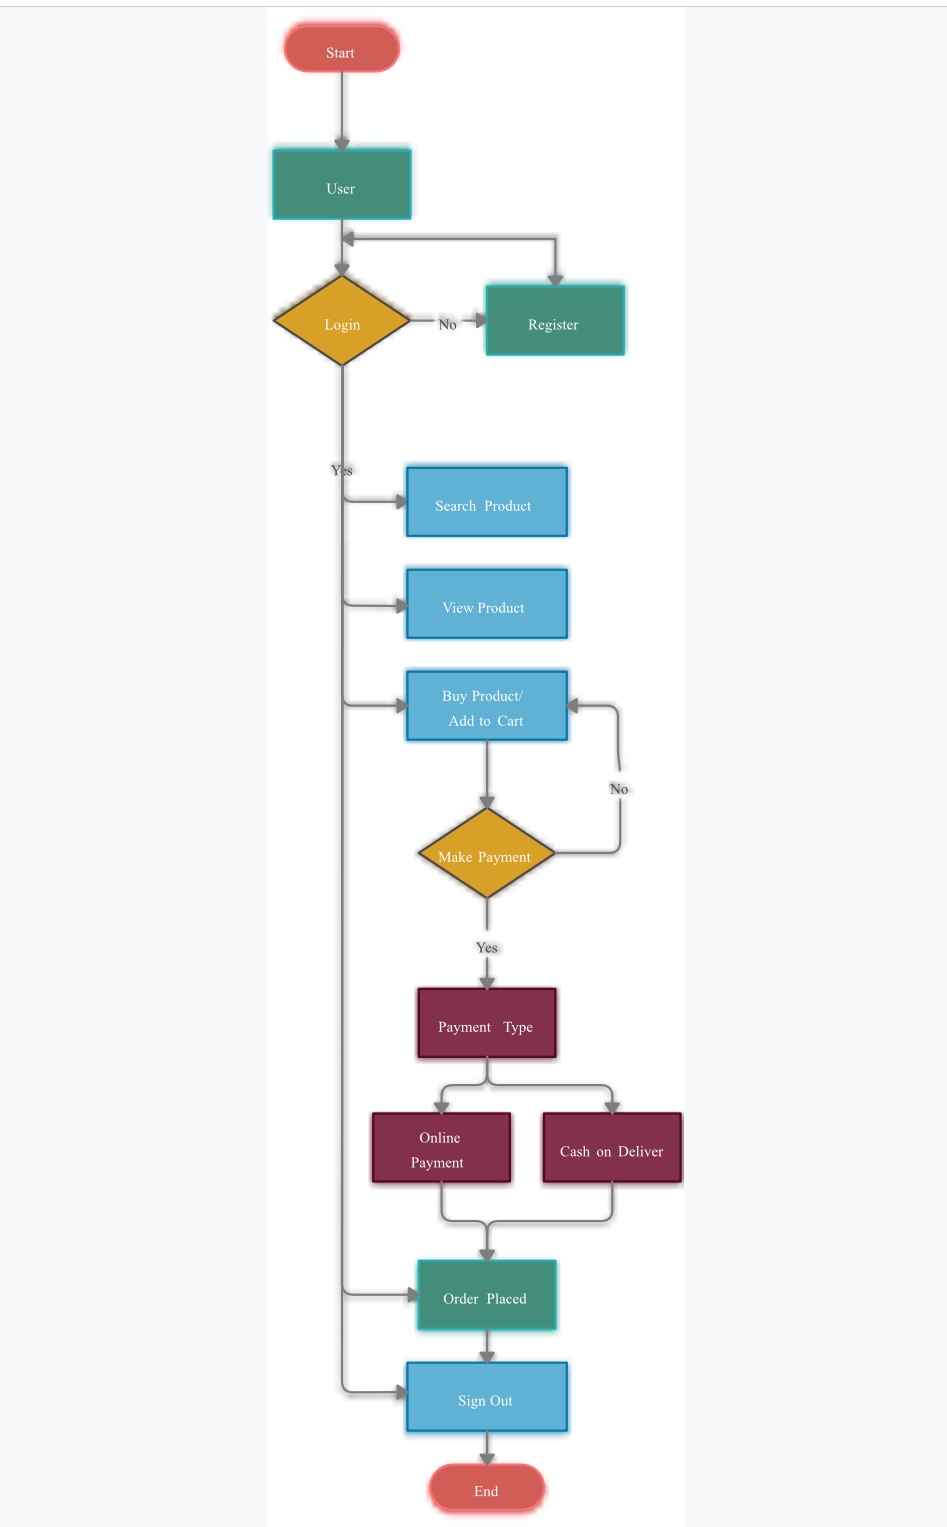 Start
User
Login
No
Register
Yes
Search Product
View Product
Buy Product/
Add to Cart
No
Make Payment
Yes
Payment Type
Online
Payment
Cash on Deliver
Order Placed
Sign Out
End